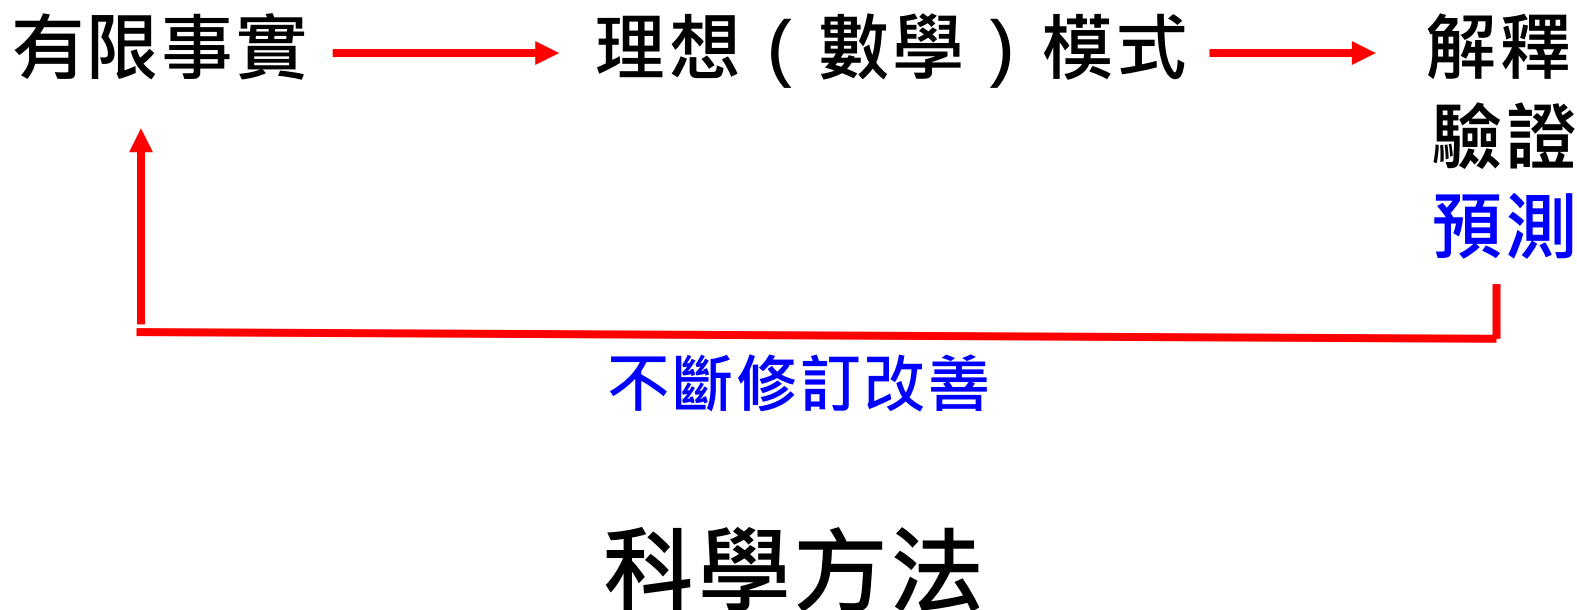 有限事實 理想(數學)模式 解釋
驗證
預測
不斷修訂改善
科學方法